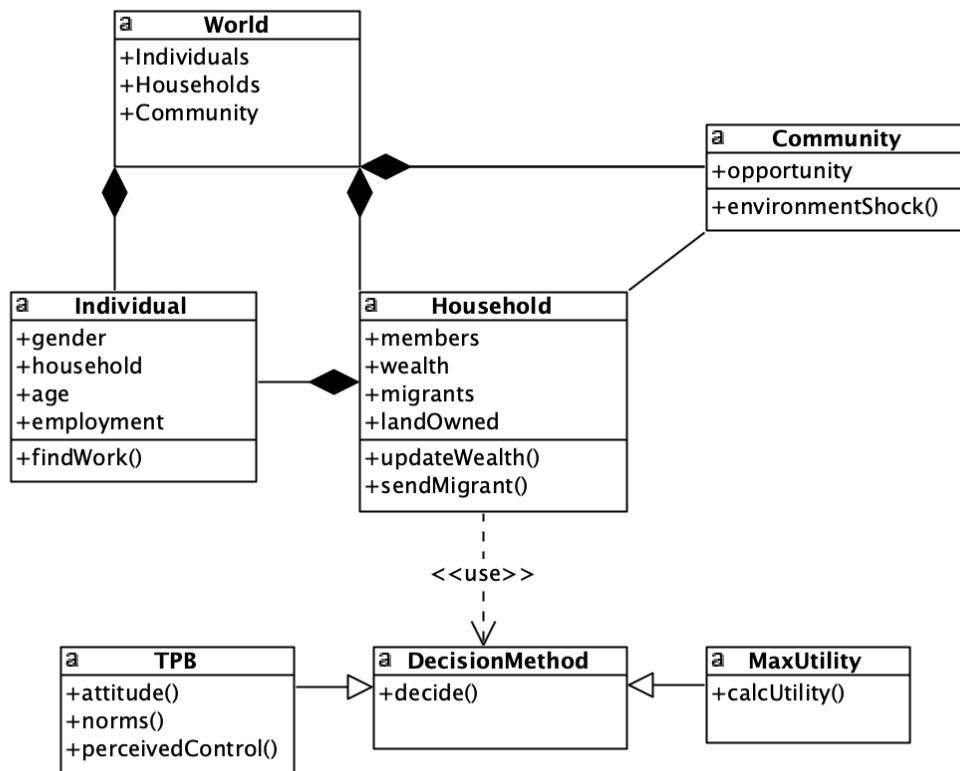 a World
+Individuals
+Households
+Community
a Community
+opportunity
+environmentShock()
a Individual
+gender
+household
+age
+employment
+findWork()
a Household
+members
+wealth
+migrants
+landOwned
+updateWealth()
+sendMigrant()
<<use>>
a TPB
+attitude()
+norms()
+perceivedControl()
a DecisionMethod
+decide()
a MaxUtility
+calcUtility()